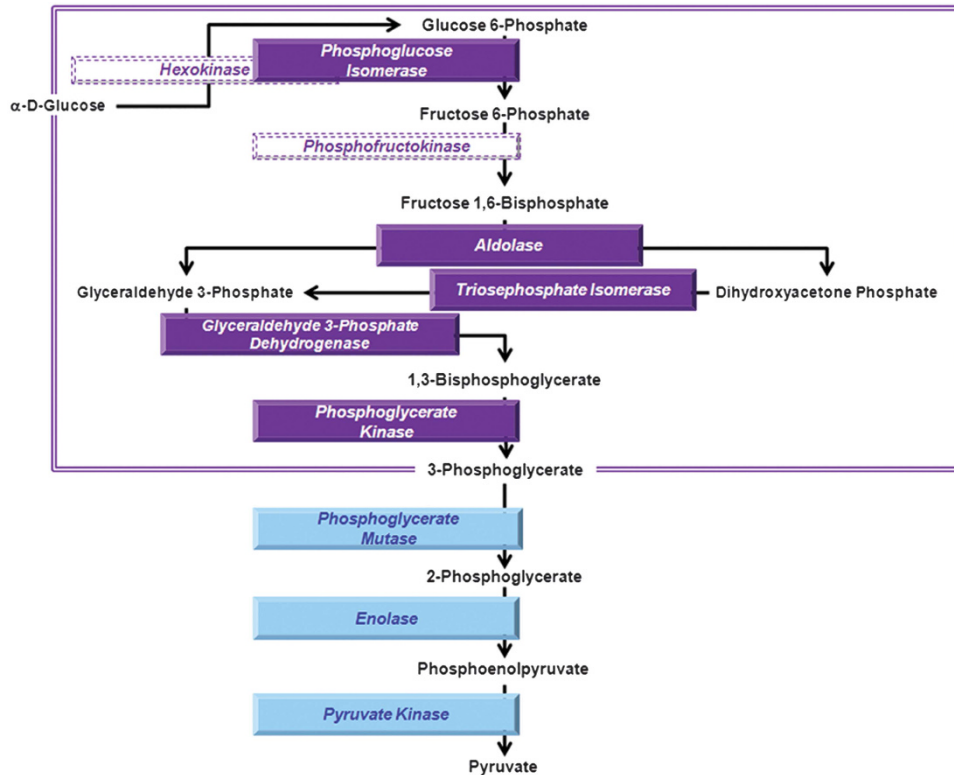 Glucose 6-Phosphate
Phosphoglucose
Isomerase
Hexokinase
α-D-Glucose
Fructose 6-Phosphate
Phosphofructokinase
Fructose 1,6-Bisphosphate
Aldolase
Glyceraldehyde 3-Phosphate
Triosephosphate Isomerase
Dihydroxyacetone Phosphate
Glyceraldehyde 3-Phosphate
Dehydrogenase
1,3-Bisphosphoglycerate
Phosphoglycerate
Kinase
3-Phosphoglycerate
Phosphoglycerate
Mutase
2-Phosphoglycerate
Enolase
Phosphoenolpyruvate
Pyruvate Kinase
Pyruvate